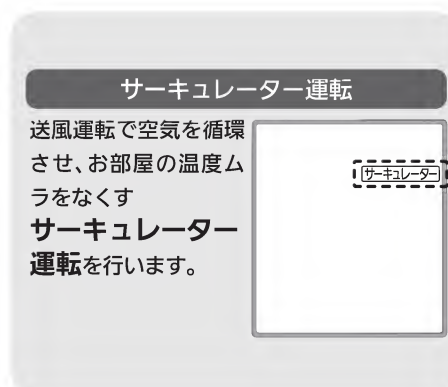 サーキュレーター運転
送風運転で空気を循環
させ、お部屋の温度ム
ラをなくす
サーキュレーター
運転を行います。
サーキュレーター